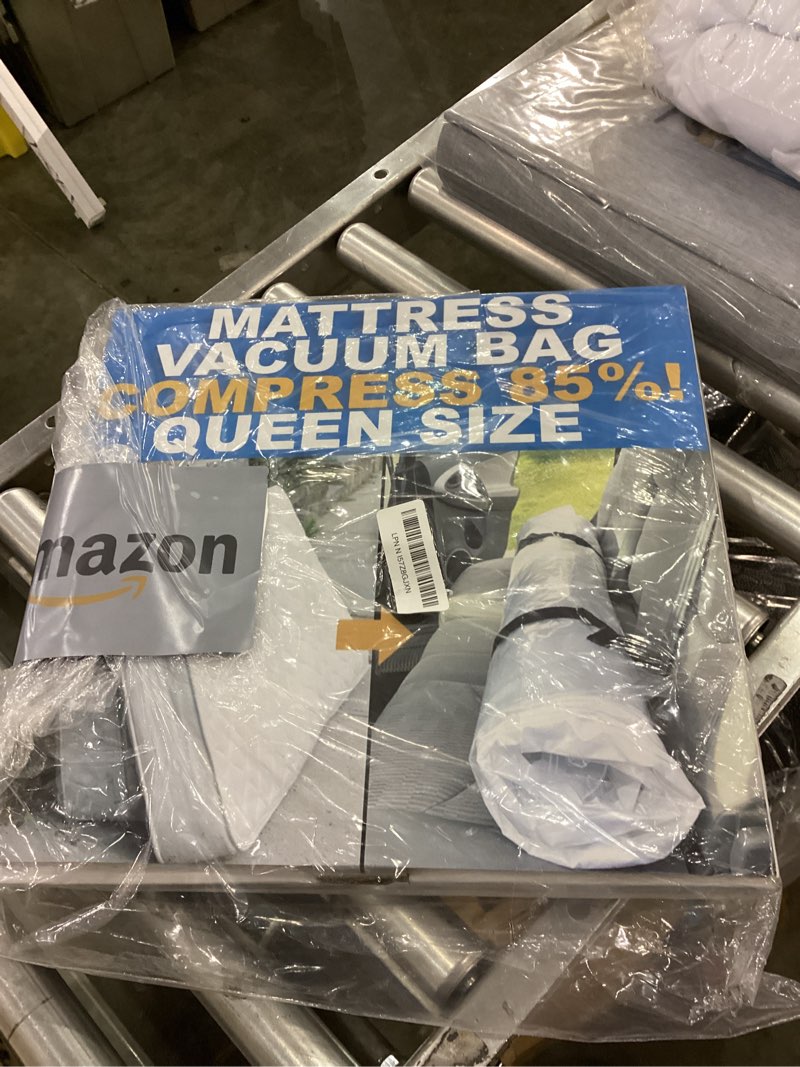 MATTRESS
VACUUM BAG
COMPRESS 85%!
QUEEN SIZE
mazon